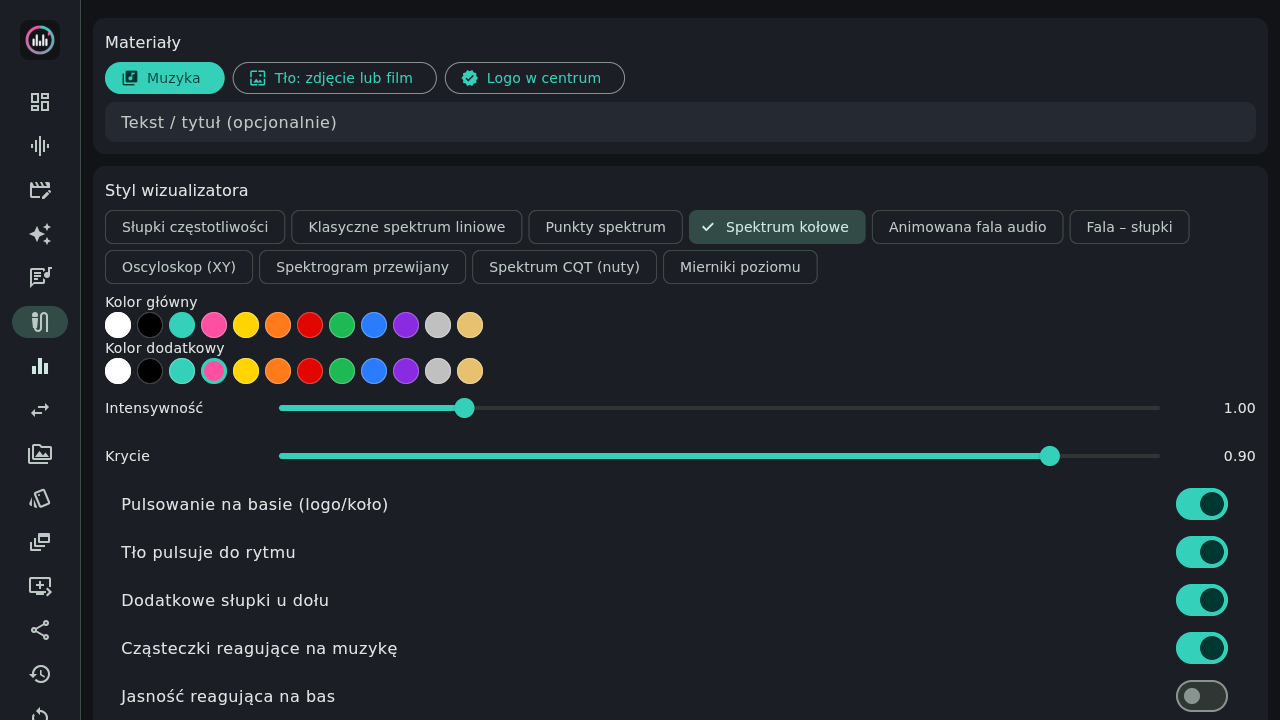 Materiały
Muzyka Tło: zdjęcie lub film Logo w centrum
Tekst / tytuł (opcjonalnie)
Styl wizualizatora
Słupki częstotliwości Klasyczne spektrum liniowe Punkty spektrum Spektrum kołowe Animowana fala audio Fala – słupki
Oscyloskop (XY) Spektrogram przewijany Spektrum CQT (nuty) Mierniki poziomu
Kolor główny
Kolor dodatkowy
Intensywność 1.00
Krycie 0.90
Pulsowanie na basie (logo/koło)
Tło pulsuje do rytmu
Dodatkowe słupki u dołu
Cząsteczki reagujące na muzykę
Jasność reagująca na bas